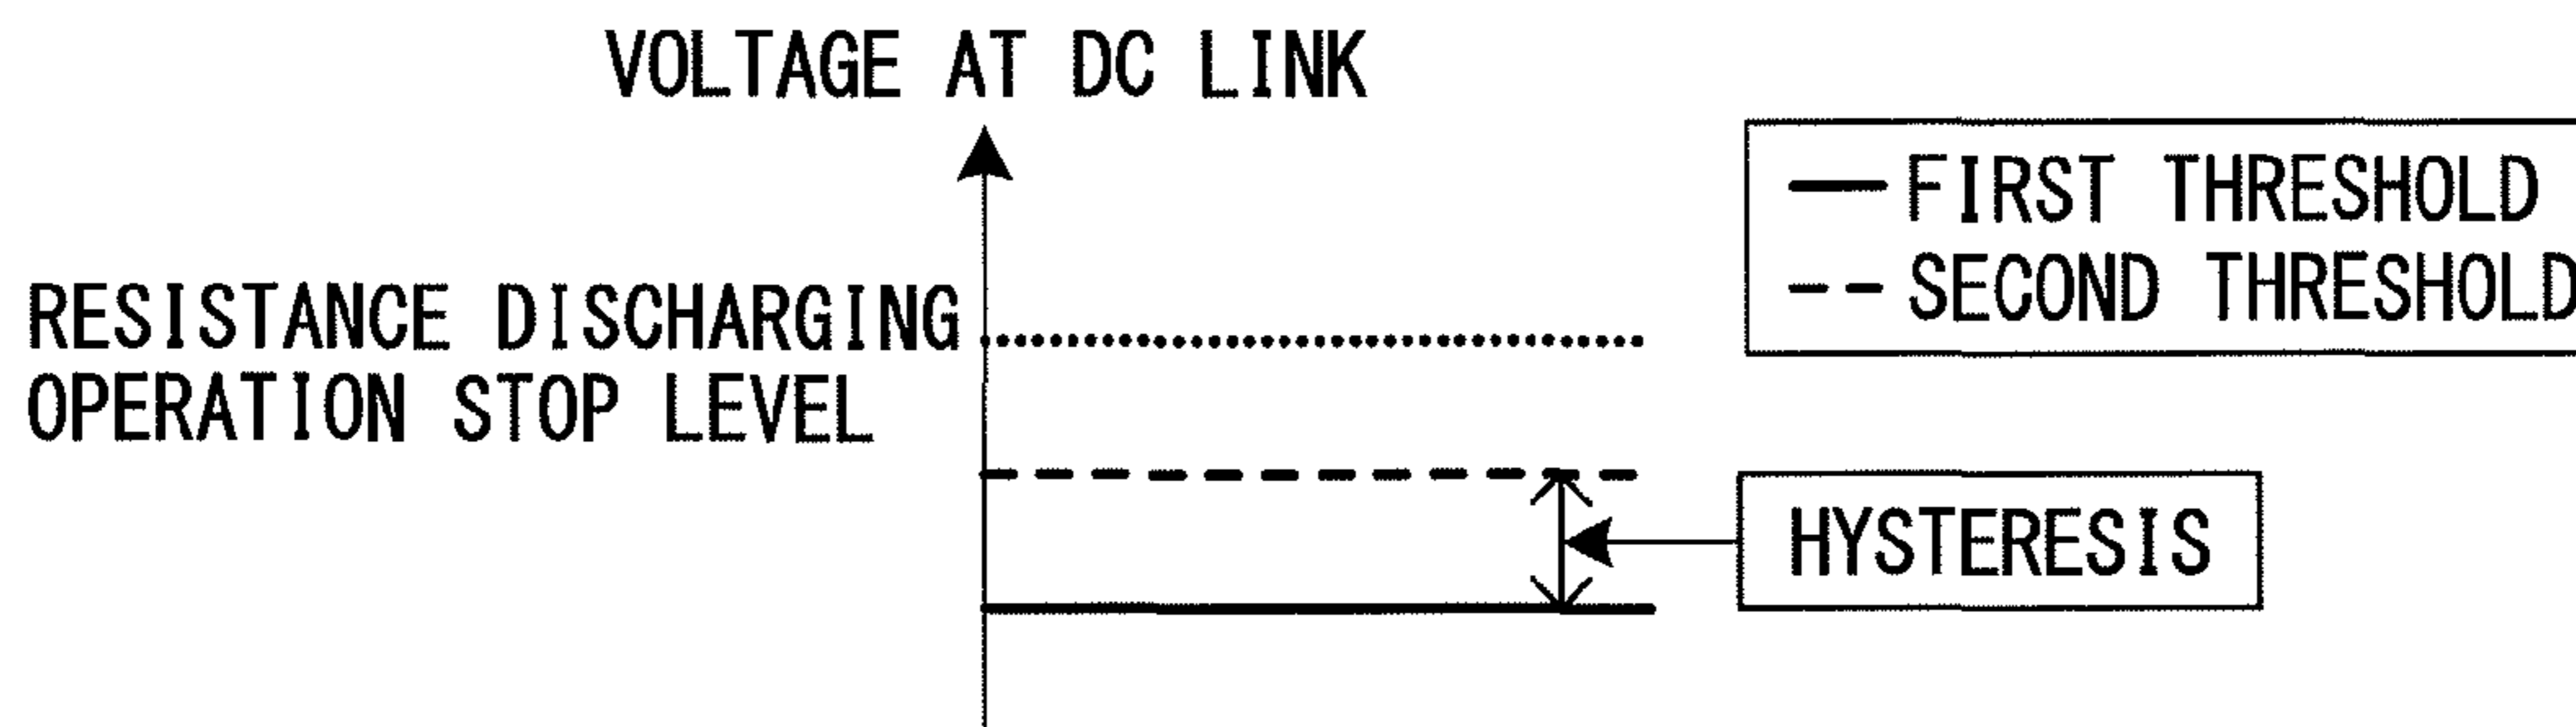 VOLTAGE AT DC LINK
FIRST THRESHOLD
SECOND THRESHOLD
RESISTANCE DISCHARGING
OPERATION STOP LEVEL
HYSTERESIS